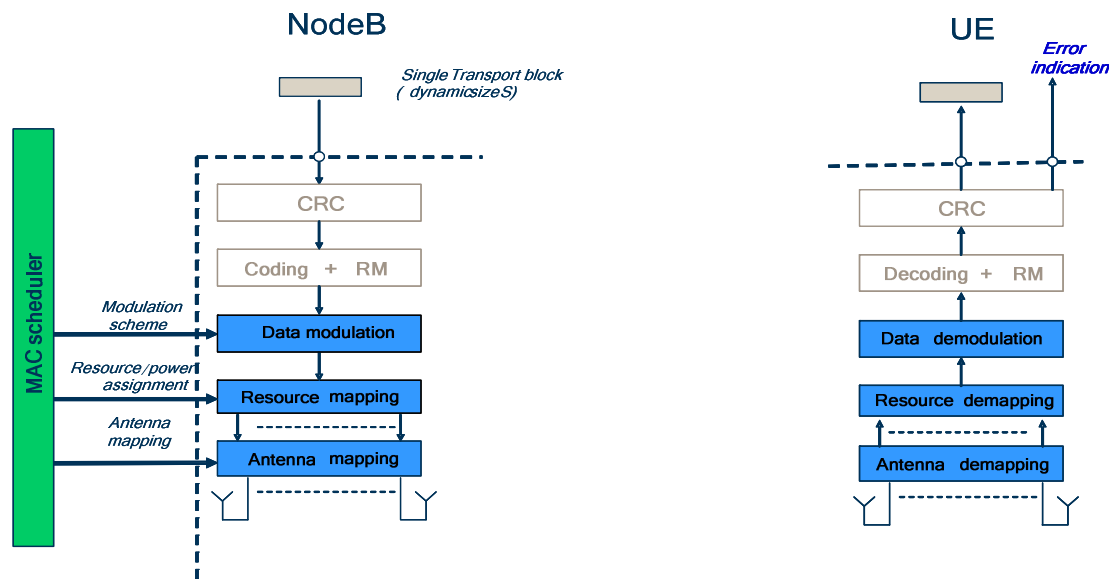 NodeB
UE
Single Transport block
( dynamicsize S)
Error
indication
MAC scheduler
CRC
Coding + RM
Modulation
scheme
Data modulation
Resource/power
assignment
Resource mapping
Antenna
mapping
Antenna mapping
CRC
Decoding + RM
Data demodulation
Resource demapping
Antenna demapping